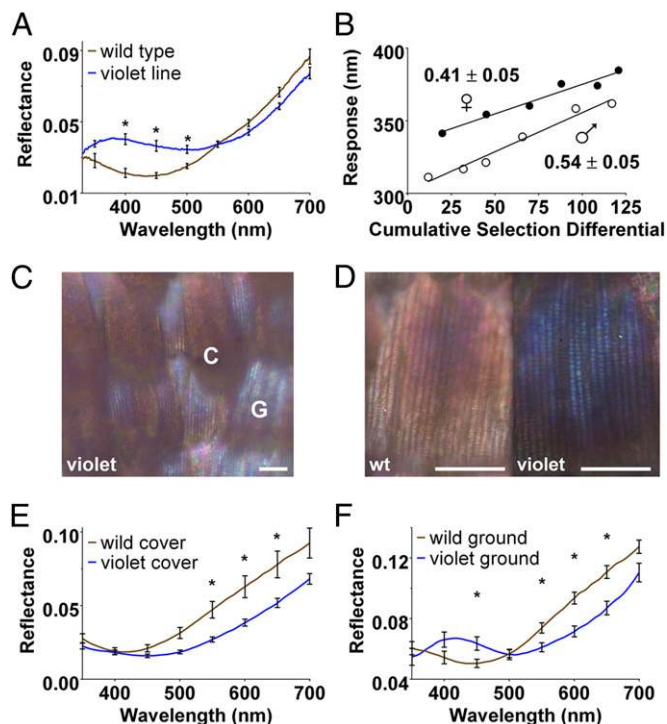 A
wild type
violet line
* * *
Reflectance
0.09
0.05
0.01
400 500 600 700
Wavelength (nm)
B
0.41 ± 0.05
♀
♂
0.54 ± 0.05
Response (nm)
400
350
300
0 25 50 75 100 125
Cumulative Selection Differential
C
C
G
violet
D
wt
violet
E
wild cover
violet cover
* * *
Reflectance
0.10
0.05
0.00
400 500 600 700
Wavelength (nm)
F
wild ground
violet ground
* * * *
Reflectance
0.12
0.08
0.04
400 500 600 700
Wavelength (nm)